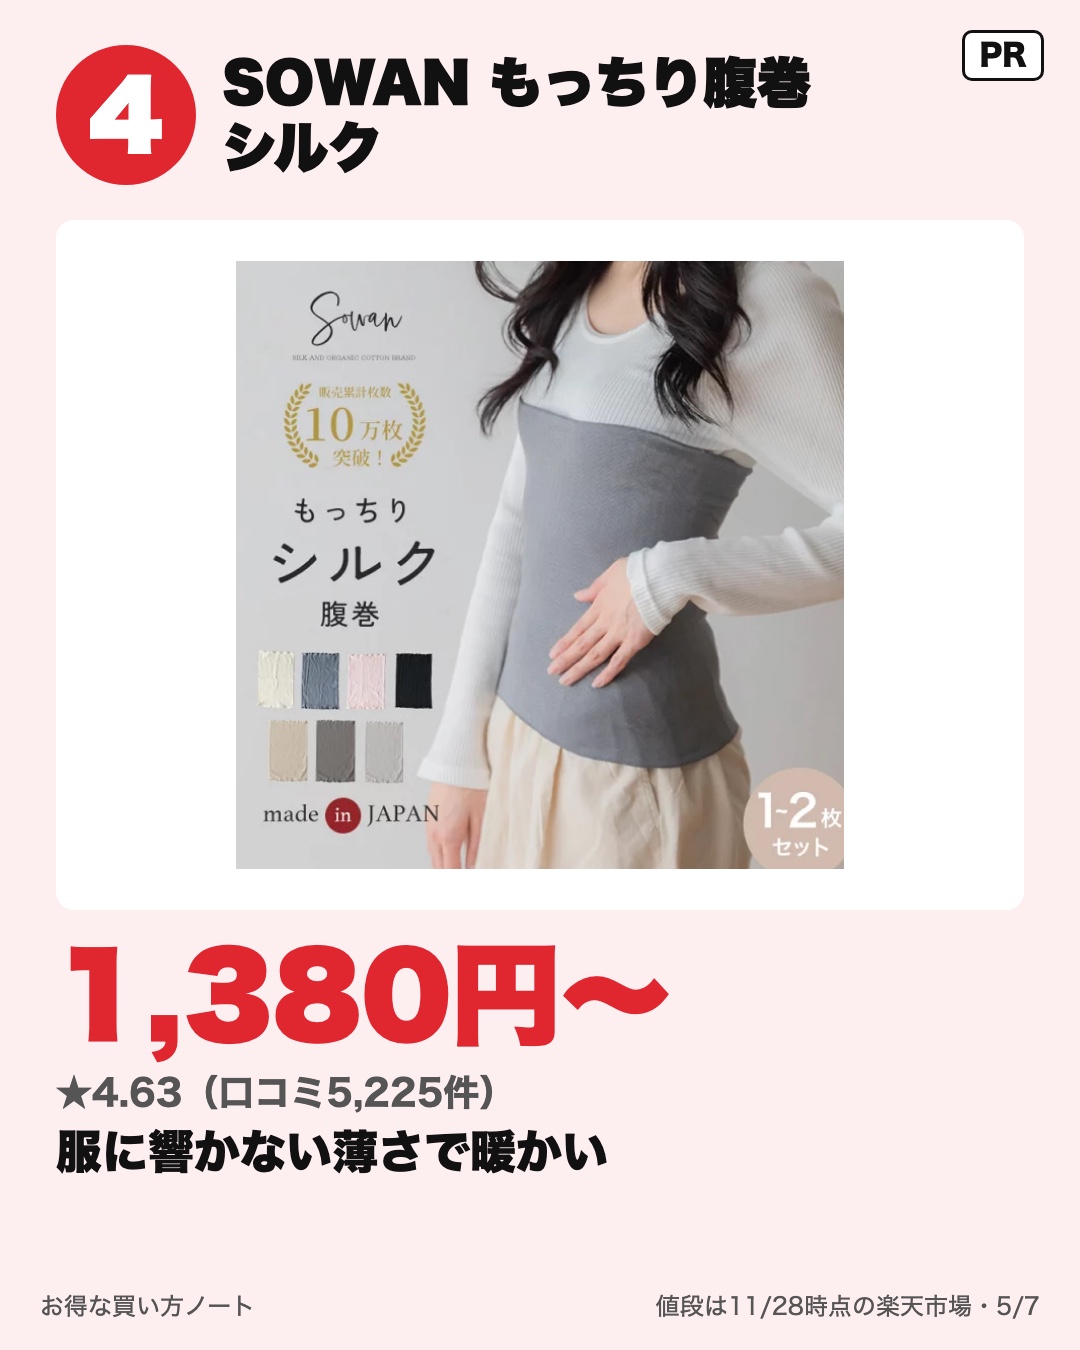 4
SOWAN もっちり腹巻
シルク
PR
Sowan
SILK AND ORGANIC COTTON BRAND
販売累計枚数
10万枚
突破！
もっちり
シルク
腹巻
made in JAPAN
1~2枚
セット
1,380円〜
★4.63（口コミ5,225件）
服に響かない薄さで暖かい
お得な買い方ノート
値段は11/28時点の楽天市場・5/7